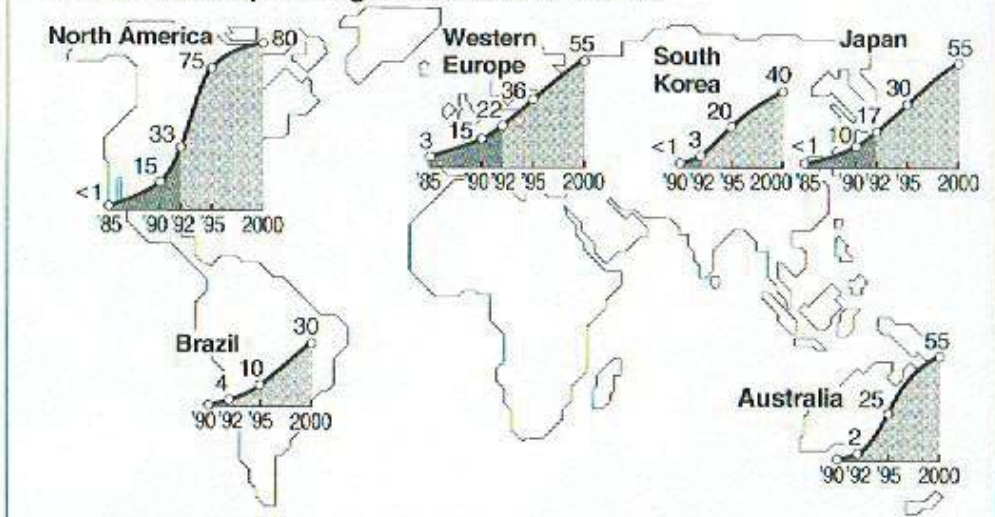 North America
80
75
33
15
<1
'85 '90 '92 '95 2000
Western
Europe
55
36
22
15
3
'85 '90 '92 '95 2000
South
Korea
40
20
3
<1
'90 '92 '95 2000
Japan
55
30
17
10
<1
'85 '90 '92 '95 2000
Brazil
30
10
4
'90 '92 '95 2000
Australia
55
25
2
'90 '92 '95 2000